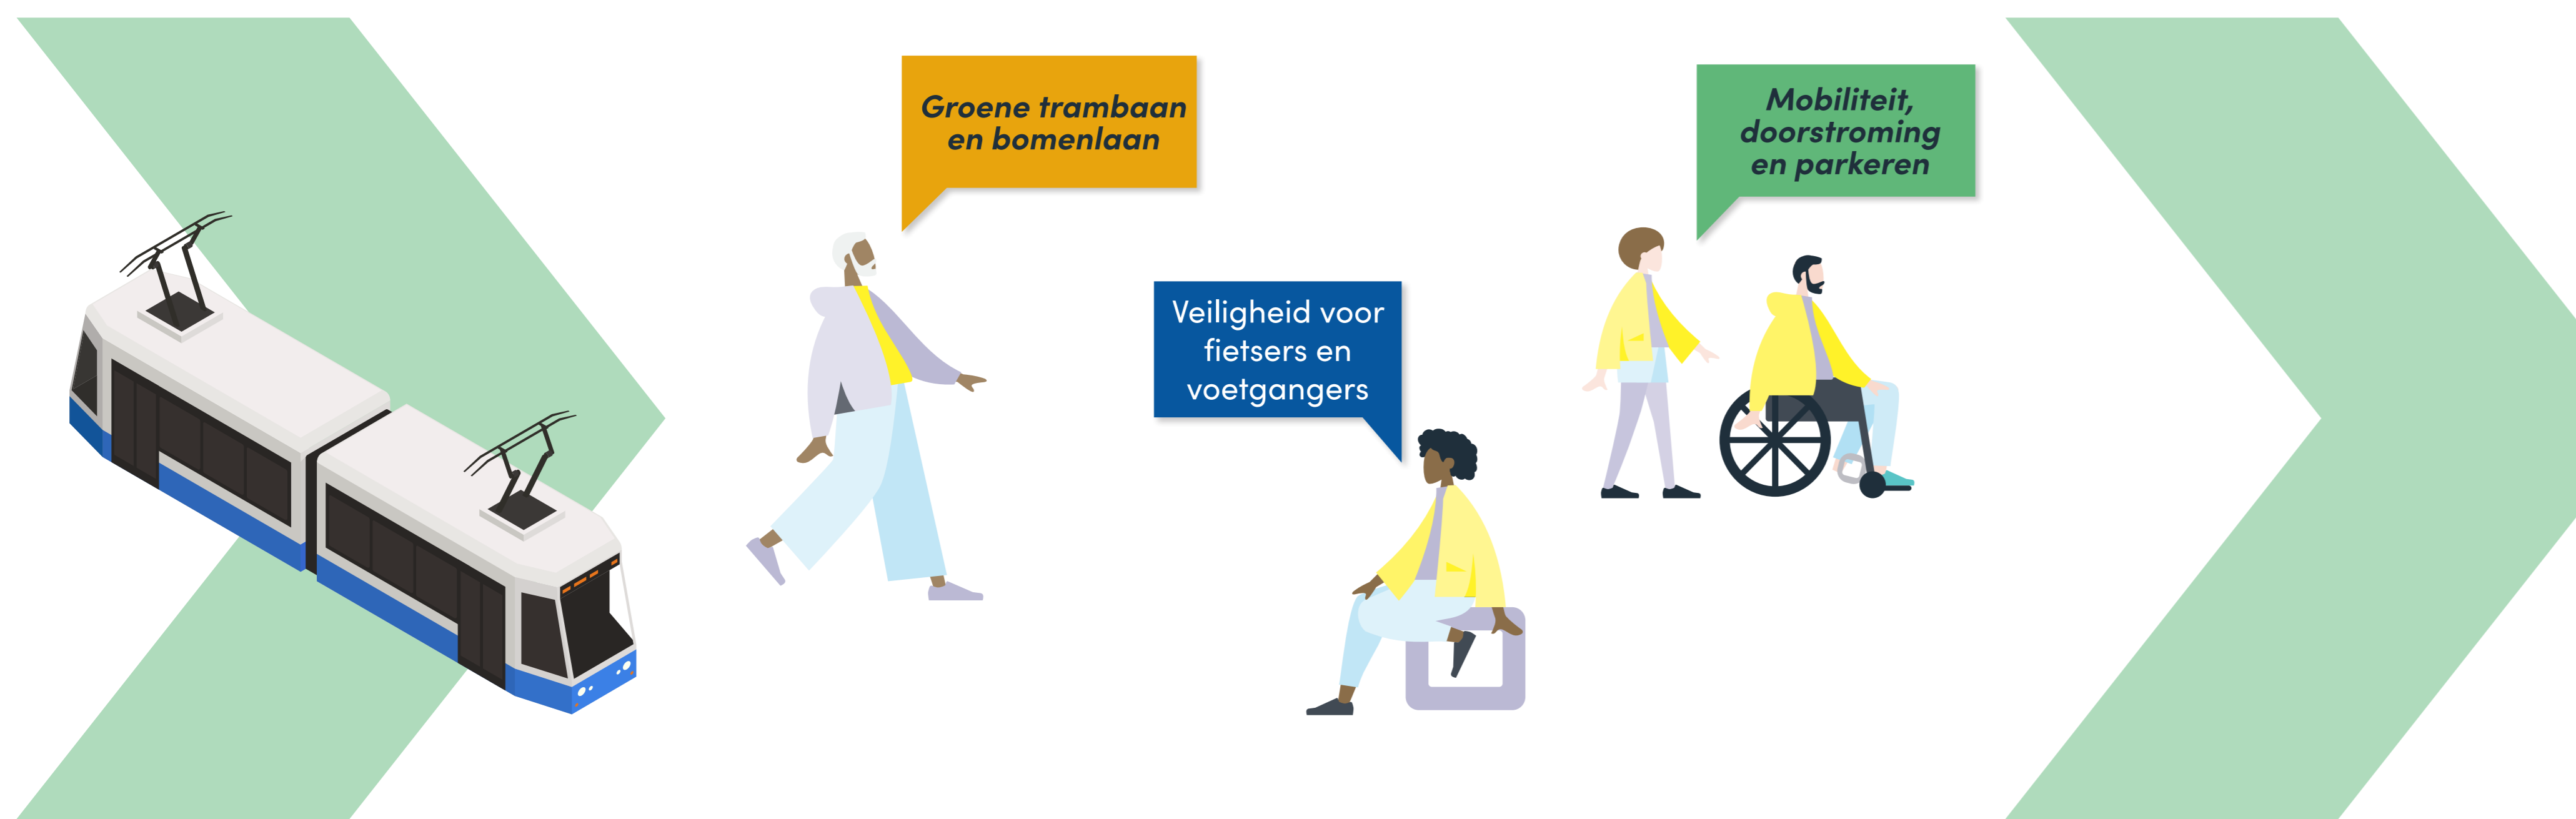 Groene trambaan
en bomenlaan
Veiligheid voor
fietsers en
voetgangers
Mobiliteit,
doorstroming
en parkeren